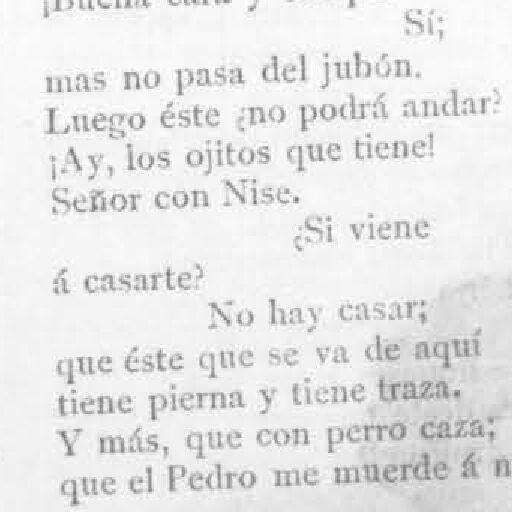 Sí;
mas no pasa del jubón.
Luego éste ¿no podrá andar?
¡Ay, los ojitos que tiene!
Señor con Nise.
¿Si viene
á casarte?
No hay casar;
que éste que se va de aquí
tiene pierna y tiene traza.
Y más, que con perro caza;
que el Pedro me muerde á